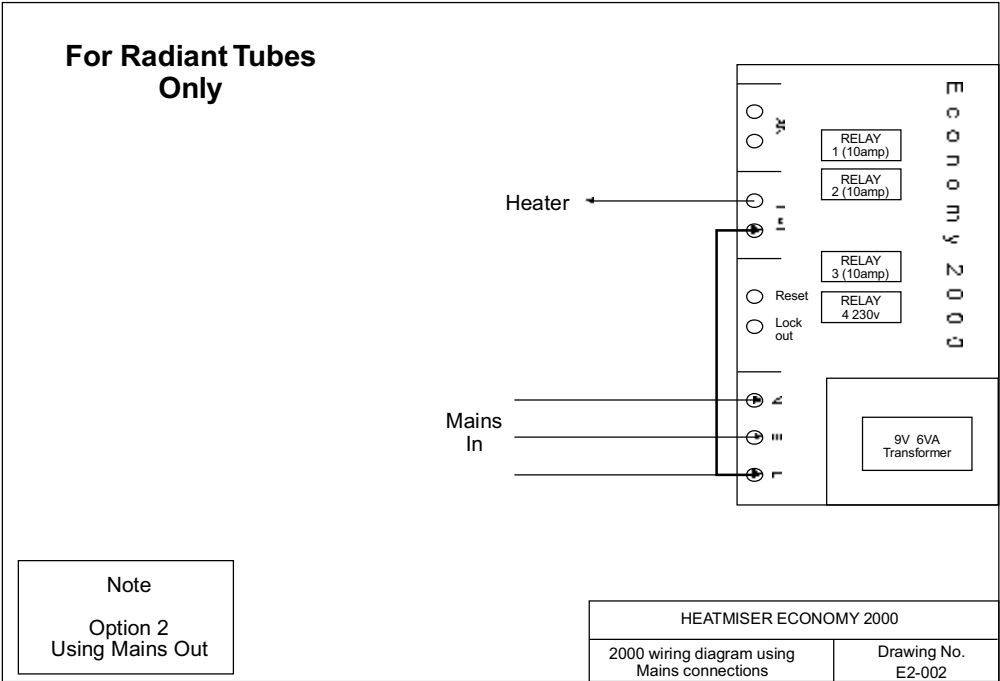 For Radiant Tubes
Only
Economy 2000
RELAY
1 (10amp)
RELAY
2 (10amp)
Heater
RELAY
3 (10amp)
Reset
RELAY
4 230v
Lock
out
Mains
In
N
E
L
9V 6VA
Transformer
Note
Option 2
Using Mains Out
HEATMISER ECONOMY 2000
2000 wiring diagram using
Mains connections
Drawing No.
E2-002